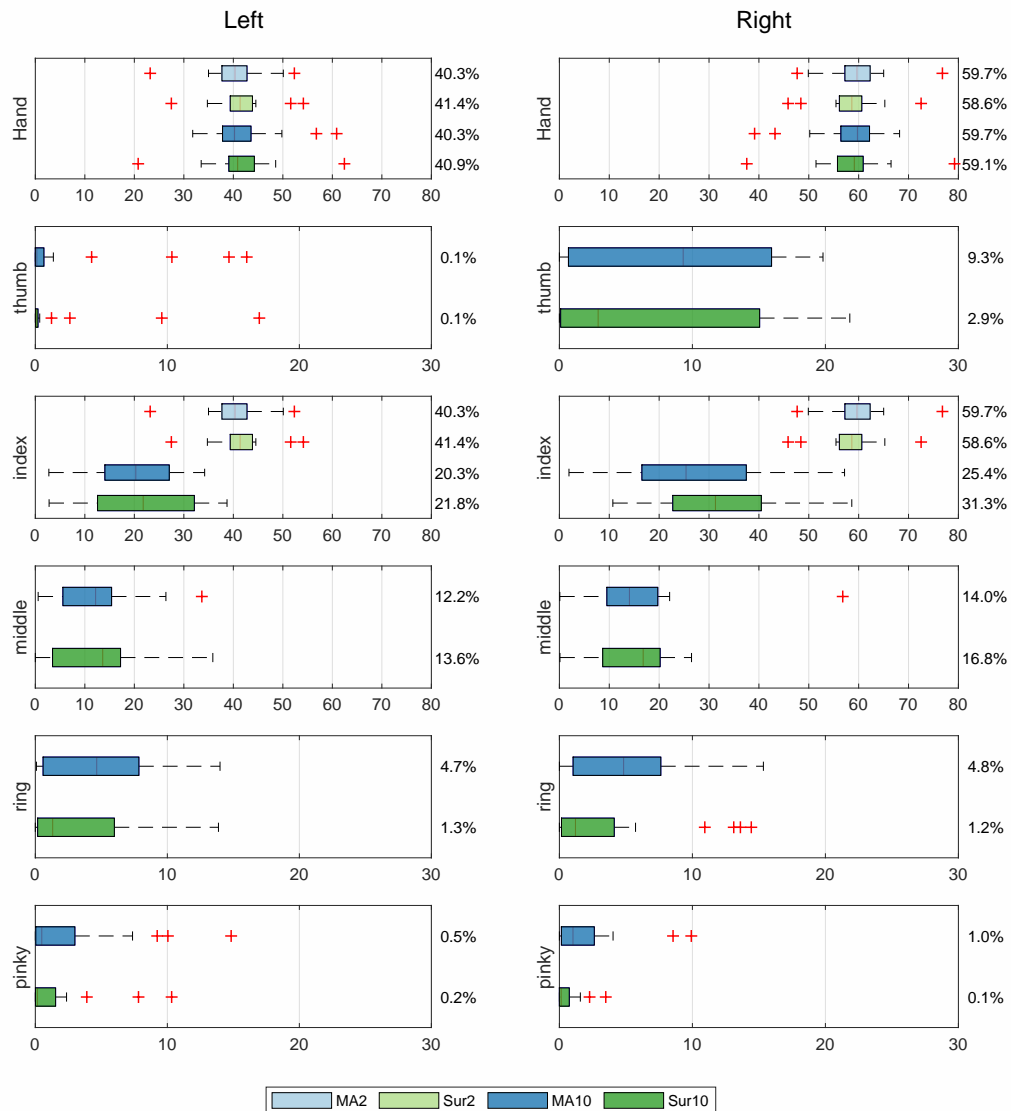 Left Right
Hand
40.3%
41.4%
40.3%
40.9%
0 10 20 30 40 50 60 70 80
Hand
59.7%
58.6%
59.7%
59.1%
0 10 20 30 40 50 60 70 80
thumb
0.1%
0.1%
0 10 20 30
thumb
9.3%
2.9%
0 10 20 30
index
40.3%
41.4%
20.3%
21.8%
0 10 20 30 40 50 60 70 80
index
59.7%
58.6%
25.4%
31.3%
0 10 20 30 40 50 60 70 80
middle
12.2%
13.6%
0 10 20 30 40 50 60 70 80
middle
14.0%
16.8%
0 10 20 30 40 50 60 70 80
ring
4.7%
1.3%
0 10 20 30
ring
4.8%
1.2%
0 10 20 30
pinky
0.5%
0.2%
0 10 20 30
pinky
1.0%
0.1%
0 10 20 30
MA2 Sur2 MA10 Sur10